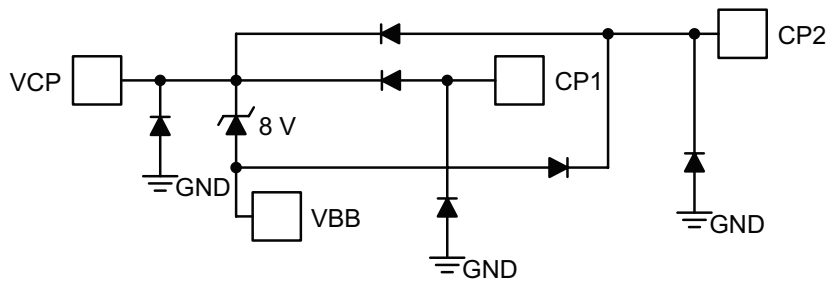 CP2
VCP
CP1
8 V
GND
VBB
GND
GND